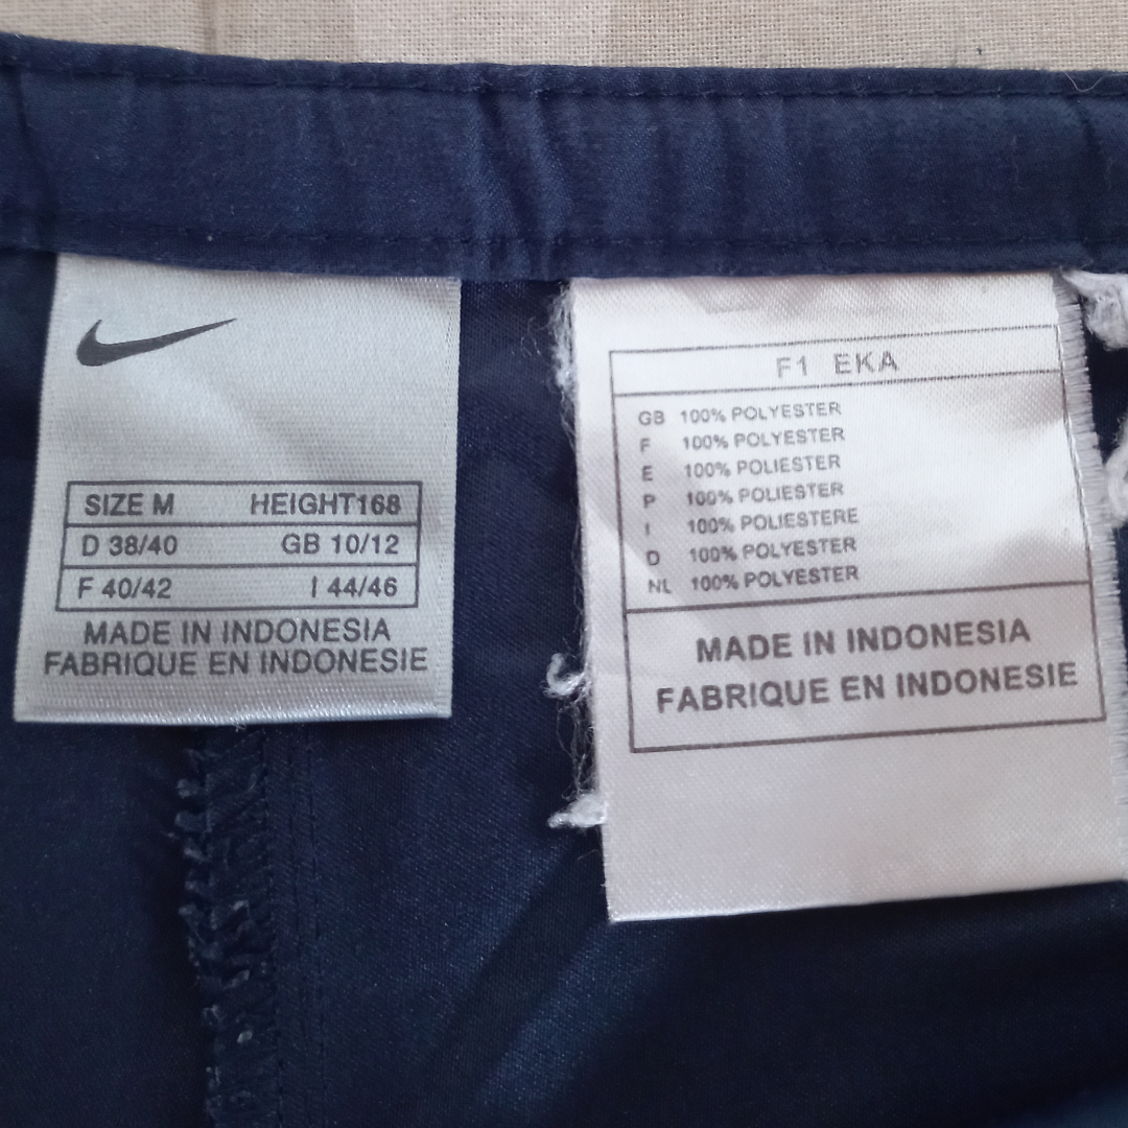 SIZE M HEIGHT168
D 38/40 GB 10/12
F 40/42 I 44/46
MADE IN INDONESIA
FABRIQUE EN INDONESIE
F1 EKA
GB 100% POLYESTER
F 100% POLYESTER
E 100% POLIESTER
P 100% POLIESTER
I 100% POLIESTERE
D 100% POLYESTER
NL 100% POLYESTER
MADE IN INDONESIA
FABRIQUE EN INDONESIE